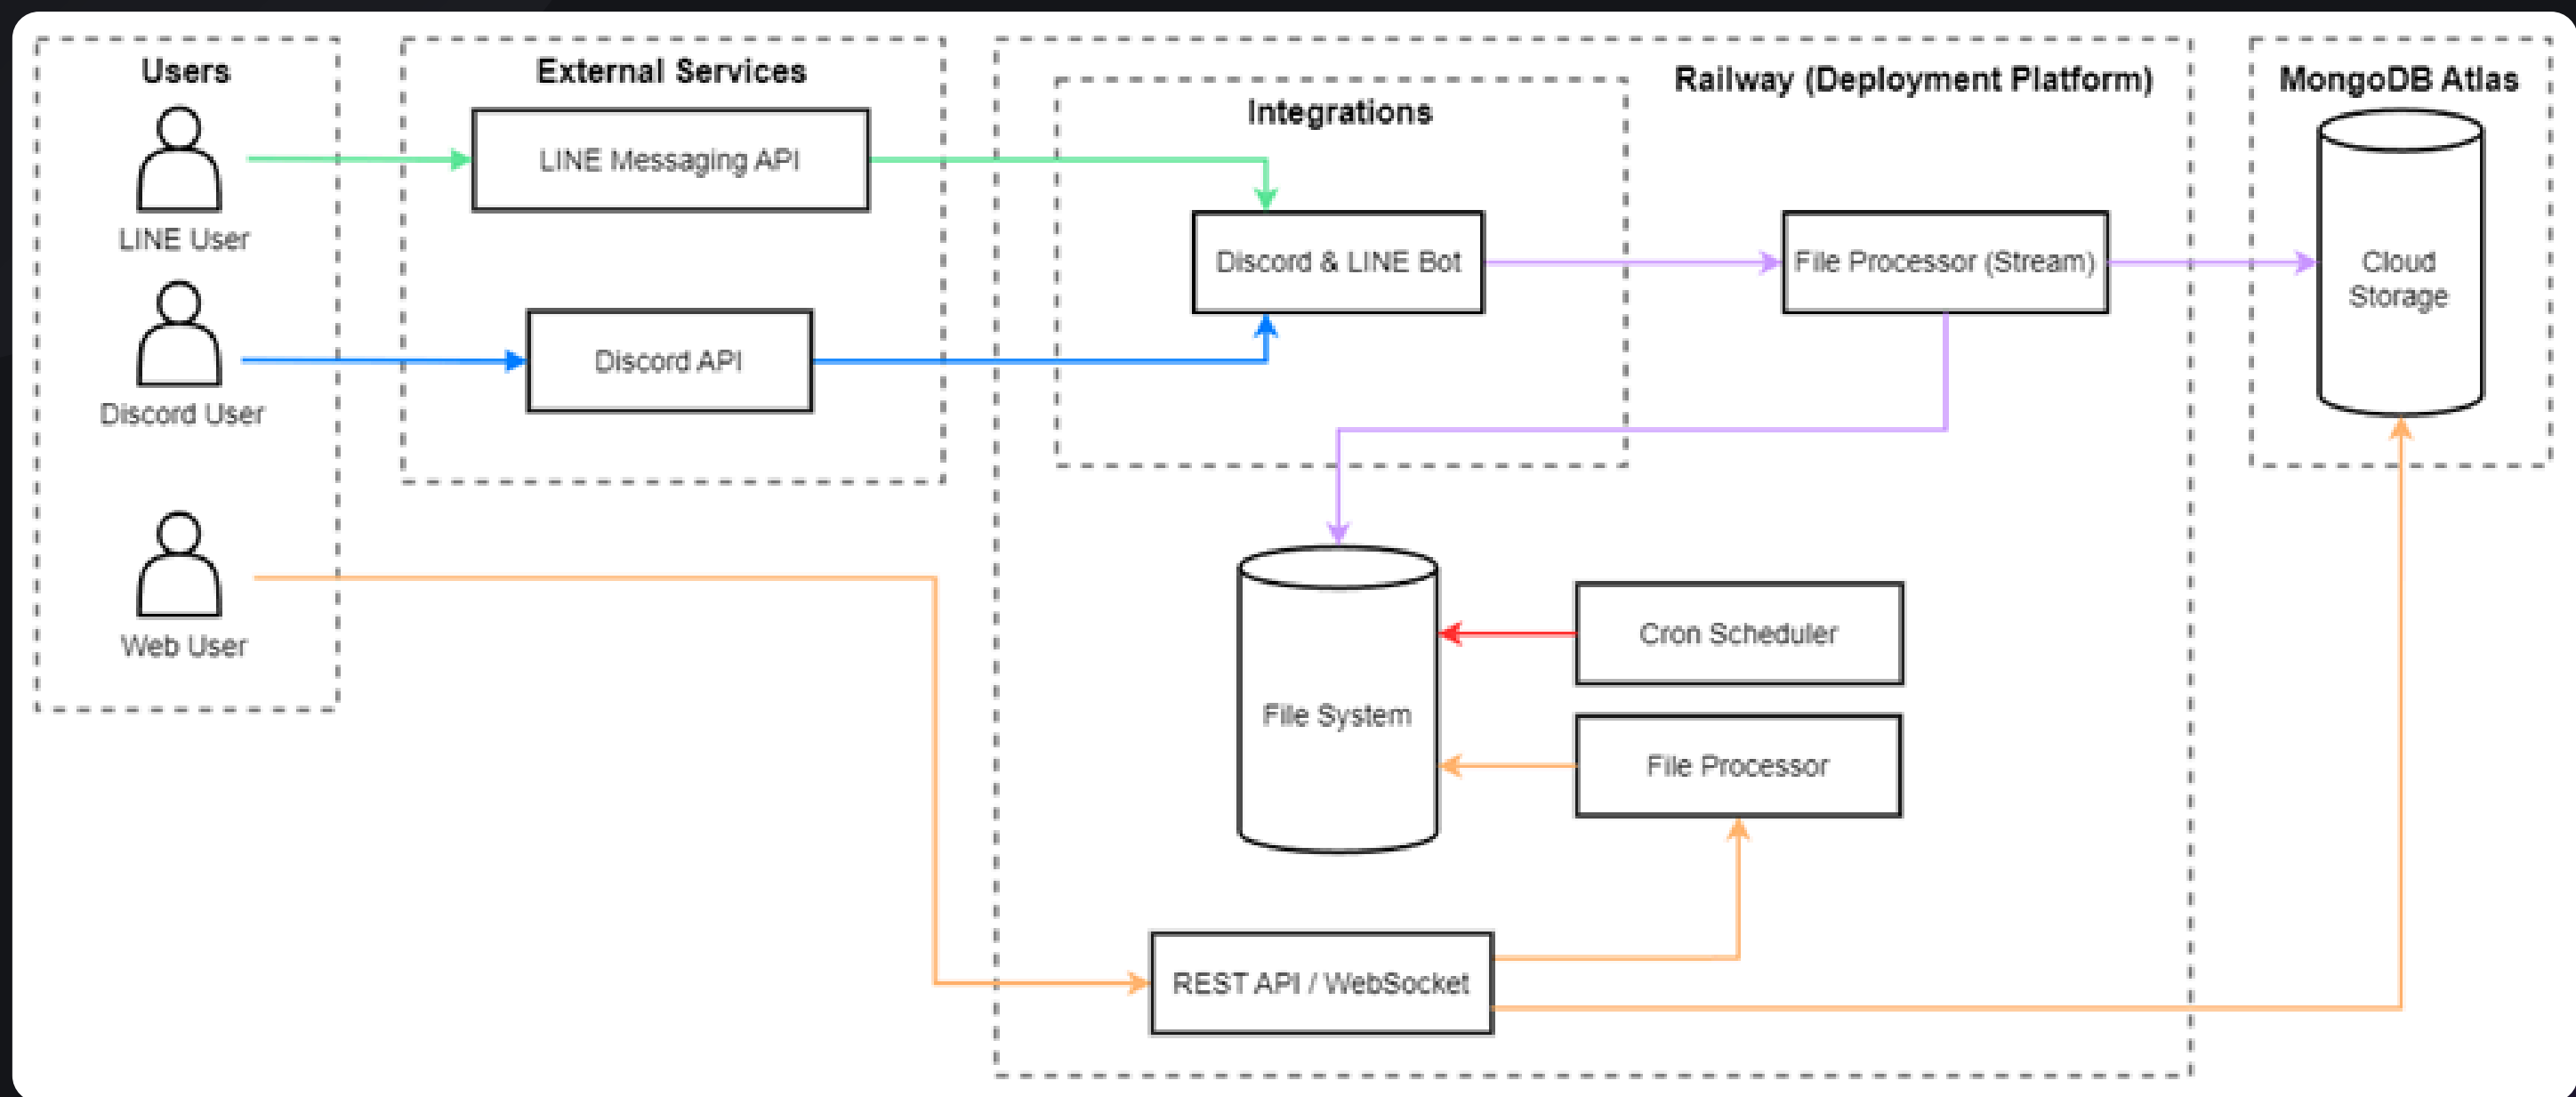 Users
LINE User
Discord User
Web User
External Services
LINE Messaging API
Discord API
Railway (Deployment Platform)
Integrations
Discord & LINE Bot
File Processor (Stream)
File System
Cron Scheduler
File Processor
REST API / WebSocket
MongoDB Atlas
Cloud
Storage